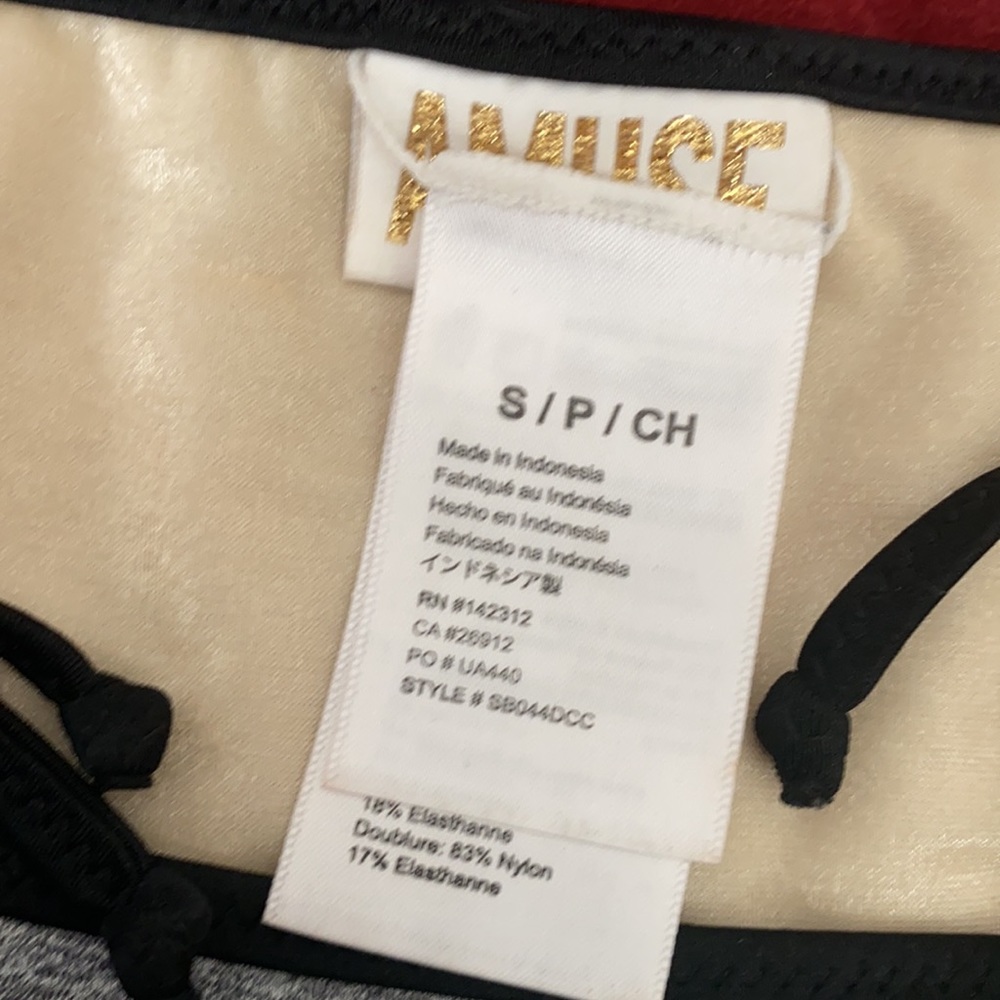 AMUSE
S / P / CH
Made in Indonesia
Fabriqué au Indonésia
Hecho en Indonesia
Fabricado na Indonésia
インドネシア製
RN #142312
CA #26912
PO # UA440
STYLE # SB044DCC
18% Elasthanne
Doublure: 83% Nylon
17% Elasthanne